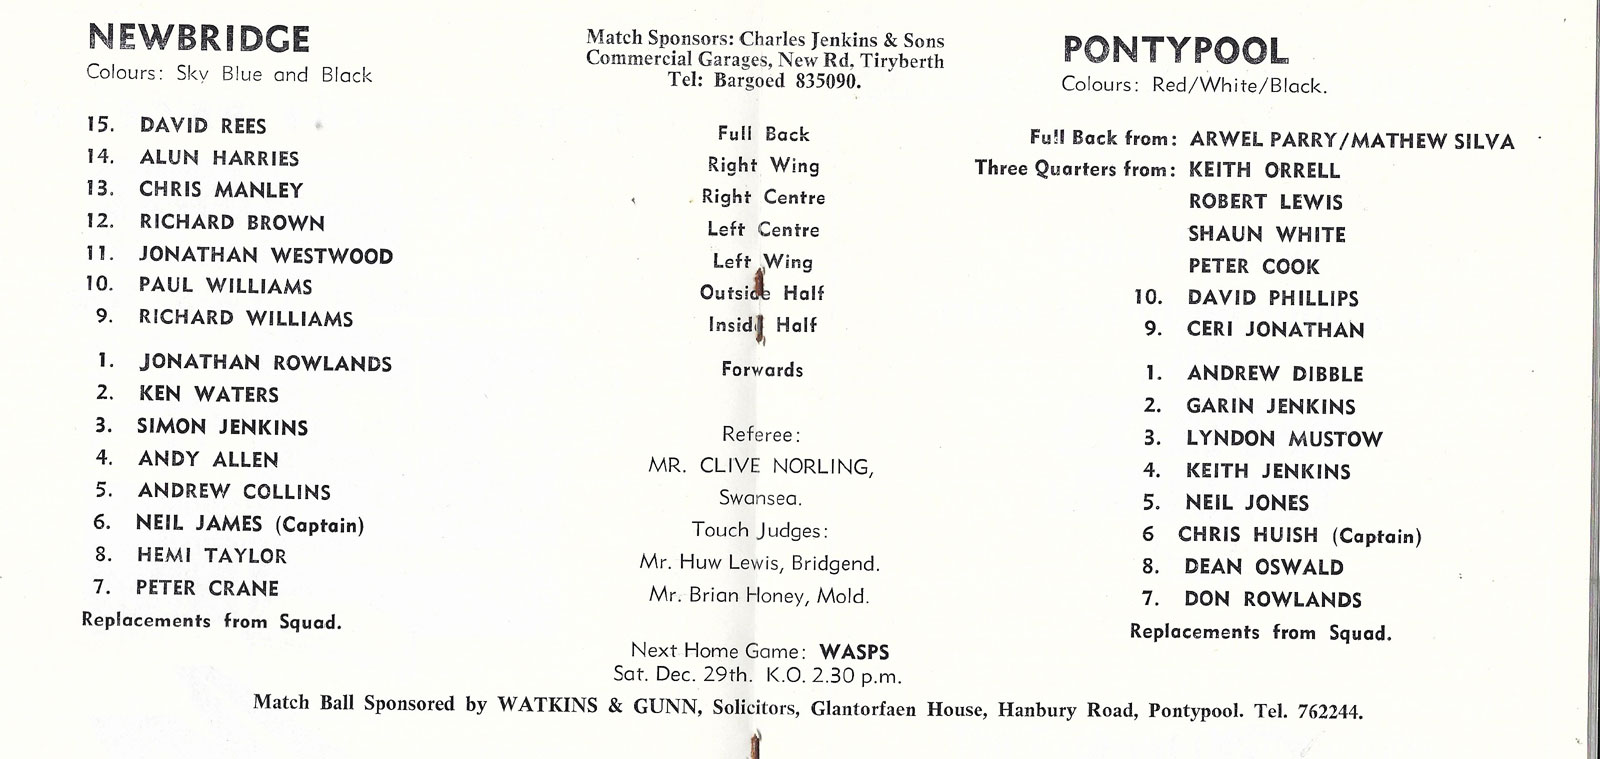 NEWBRIDGE
Colours: Sky Blue and Black
15. DAVID REES
14. ALUN HARRIES
13. CHRIS MANLEY
12. RICHARD BROWN
11. JONATHAN WESTWOOD
10. PAUL WILLIAMS
9. RICHARD WILLIAMS
1. JONATHAN ROWLANDS
2. KEN WATERS
3. SIMON JENKINS
4. ANDY ALLEN
5. ANDREW COLLINS
6. NEIL JAMES (Captain)
8. HEMI TAYLOR
7. PETER CRANE
Replacements from Squad.
Match Sponsors: Charles Jenkins & Sons
Commercial Garages, New Rd, Tiryberth
Tel: Bargoed 835090.
Full Back
Right Wing
Right Centre
Left Centre
Left Wing
Outside Half
Inside Half
Forwards
Referee:
MR. CLIVE NORLING,
Swansea.
Touch Judges:
Mr. Huw Lewis, Bridgend.
Mr. Brian Honey, Mold.
Next Home Game: WASPS
Sat. Dec. 29th. K.O. 2.30 p.m.
PONTYPOOL
Colours: Red/White/Black.
Full Back from: ARWEL PARRY/MATHEW SILVA
Three Quarters from: KEITH ORRELL
ROBERT LEWIS
SHAUN WHITE
PETER COOK
10. DAVID PHILLIPS
9. CERI JONATHAN
1. ANDREW DIBBLE
2. GARIN JENKINS
3. LYNDON MUSTOW
4. KEITH JENKINS
5. NEIL JONES
6 CHRIS HUISH (Captain)
8. DEAN OSWALD
7. DON ROWLANDS
Replacements from Squad.
Match Ball Sponsored by WATKINS & GUNN, Solicitors, Glantorfaen House, Hanbury Road, Pontypool. Tel. 762244.